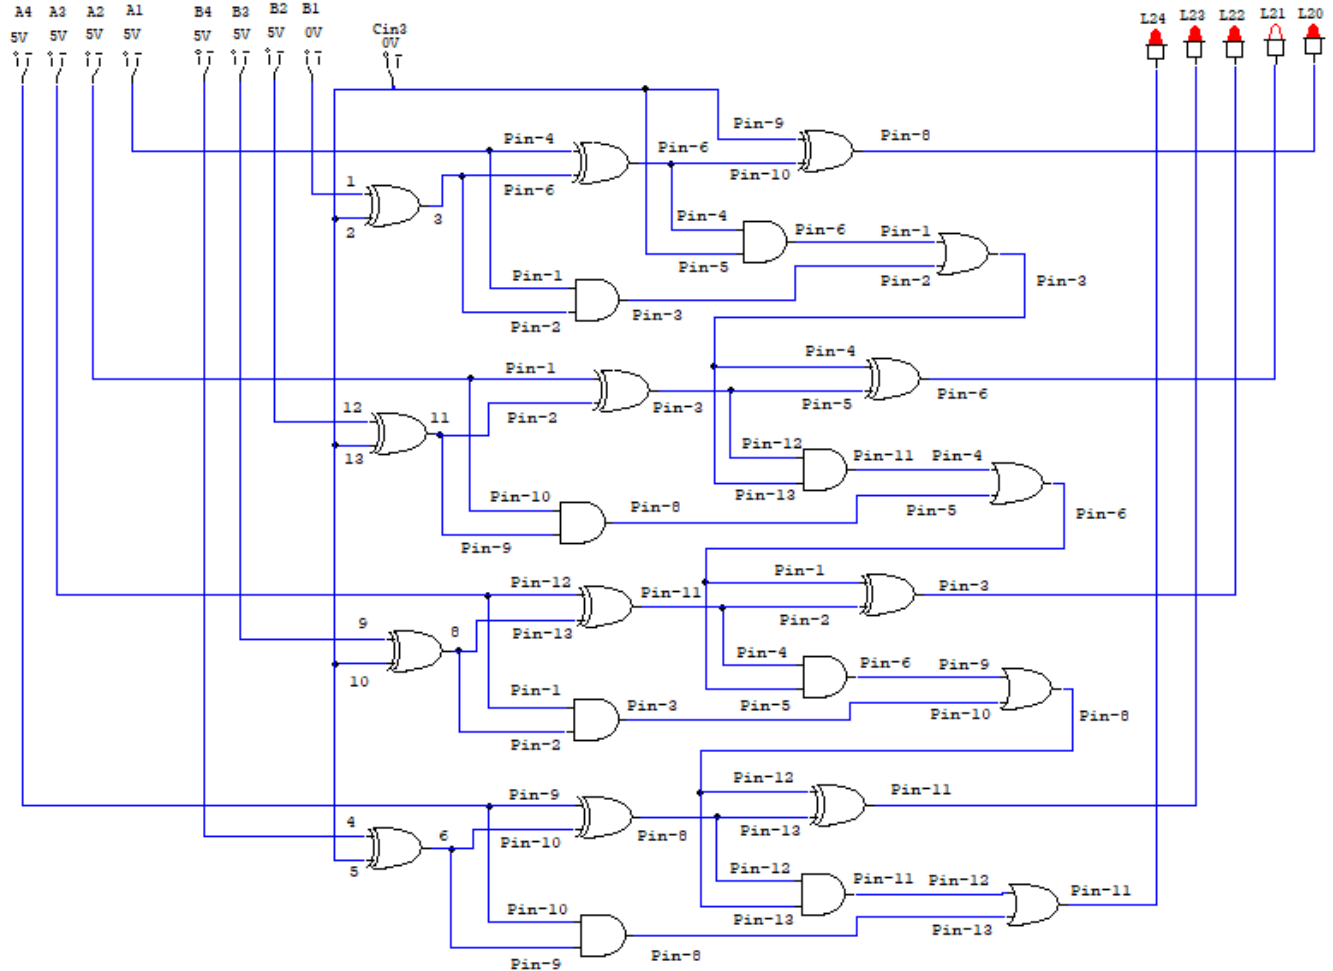 A4 A3 A2 A1 B4 B3 B2 B1 L24 L23 L22 L21 L20
5V 5V 5V 5V 5V 5V 5V 0V Cin3
0V
Pin-9 Pin-8
Pin-4 Pin-6
Pin-10
1 Pin-6
3 Pin-4
2 Pin-6 Pin-1
Pin-5
Pin-1 Pin-2 Pin-3
Pin-3
Pin-2
Pin-4
Pin-1
Pin-5 Pin-6
12 11 Pin-2 Pin-3
13 Pin-12 Pin-11 Pin-4
Pin-13
Pin-10 Pin-8 Pin-5 Pin-6
Pin-9
Pin-12 Pin-11 Pin-1 Pin-3
9 8 Pin-13 Pin-2
10 Pin-4 Pin-6 Pin-9
Pin-1 Pin-3 Pin-5 Pin-10 Pin-8
Pin-2
Pin-12 Pin-11
Pin-9
4 6 Pin-10 Pin-8 Pin-13
5 Pin-12 Pin-11 Pin-12 Pin-11
Pin-10 Pin-13 Pin-13
Pin-9 Pin-8